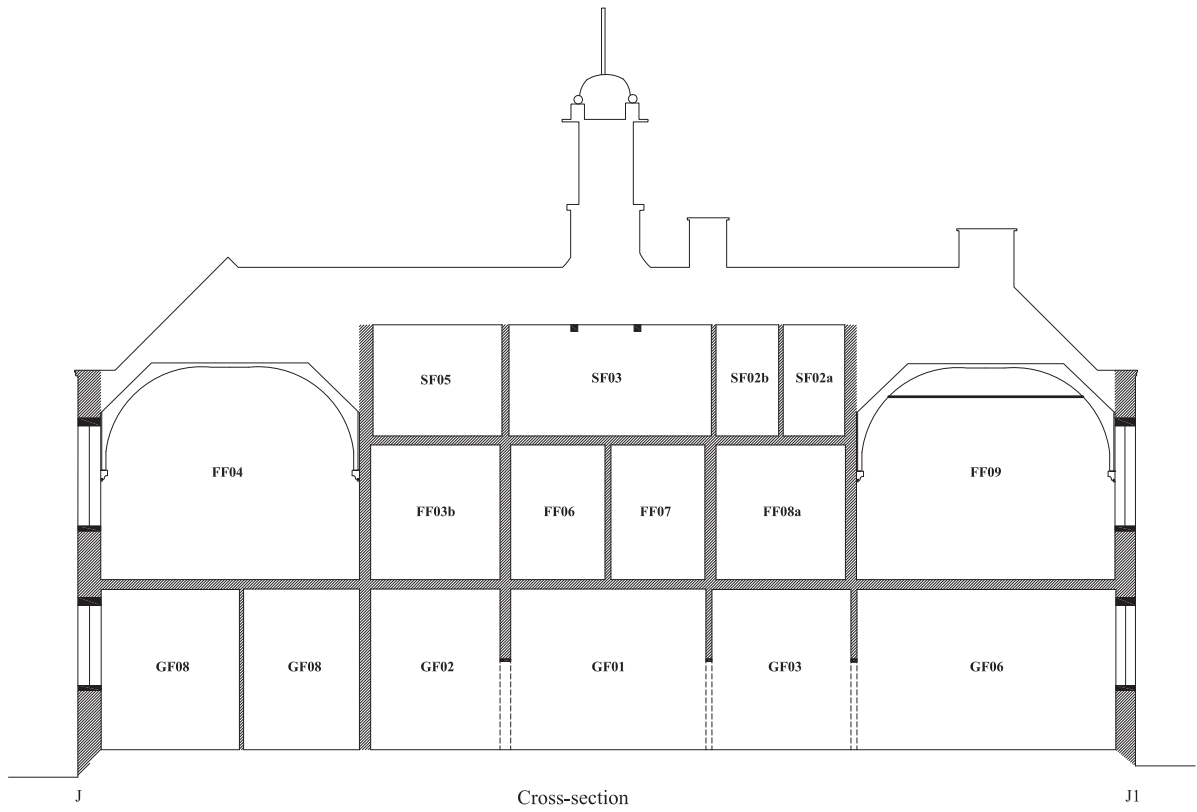 SF05 SF03 SF02b SF02a
FF04 FF03b FF06 FF07 FF08a FF09
GF08 GF08 GF02 GF01 GF03 GF06
J Cross-section J1